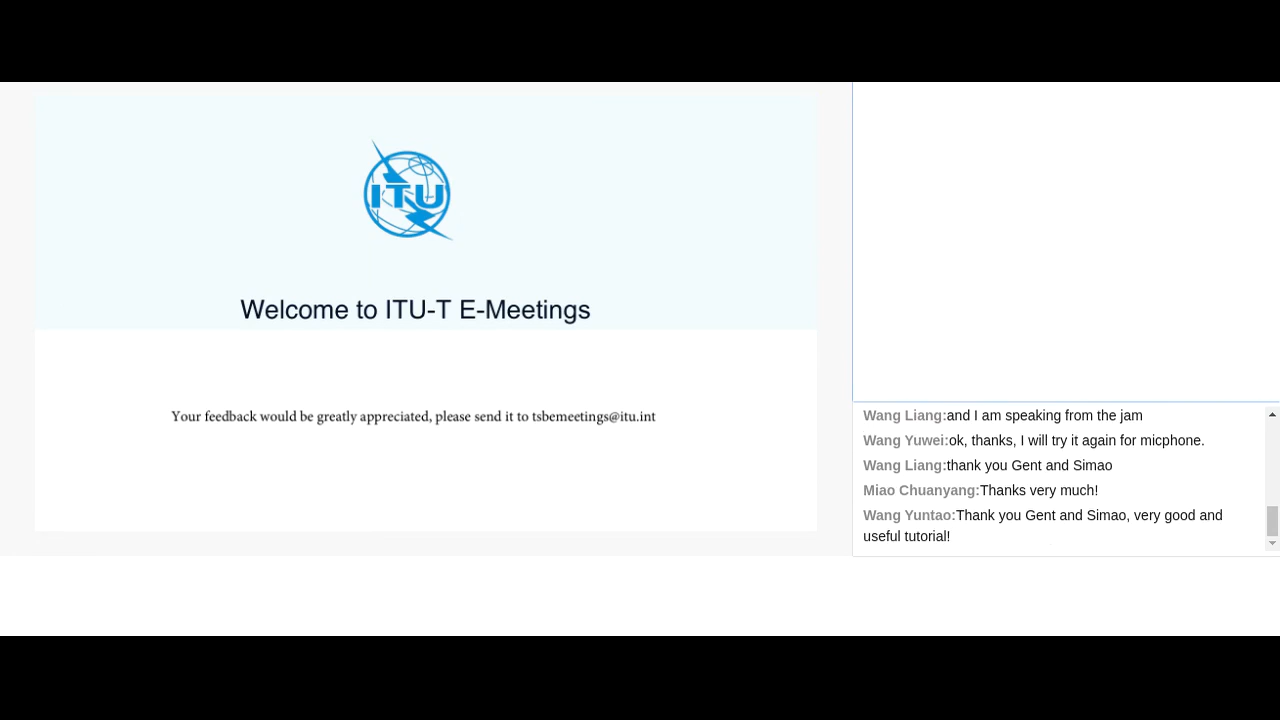 ITU
Welcome to ITU-T E-Meetings
Your feedback would be greatly appreciated, please send it to tsbemeetings@itu.int
Wang Liang:and I am speaking from the jam
Wang Yuwei:ok, thanks, I will try it again for micphone.
Wang Liang:thank you Gent and Simao
Miao Chuanyang:Thanks very much!
Wang Yuntao:Thank you Gent and Simao, very good and
useful tutorial!